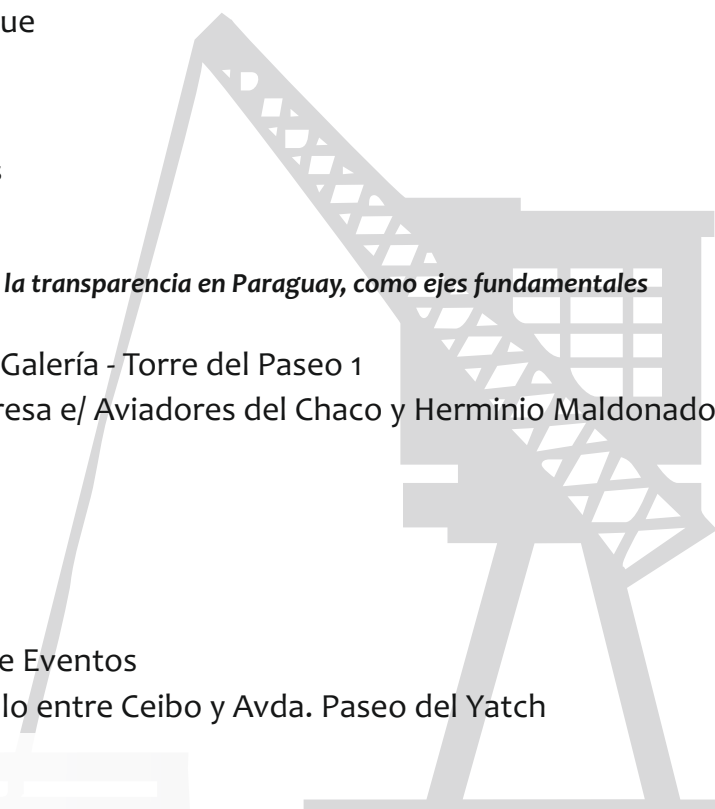 ue
s
la transparencia en Paraguay, como ejes fundamentales
Galería - Torre del Paseo 1
resa e/ Aviadores del Chaco y Herminio Maldonado
e Eventos
lo entre Ceibo y Avda. Paseo del Yatch